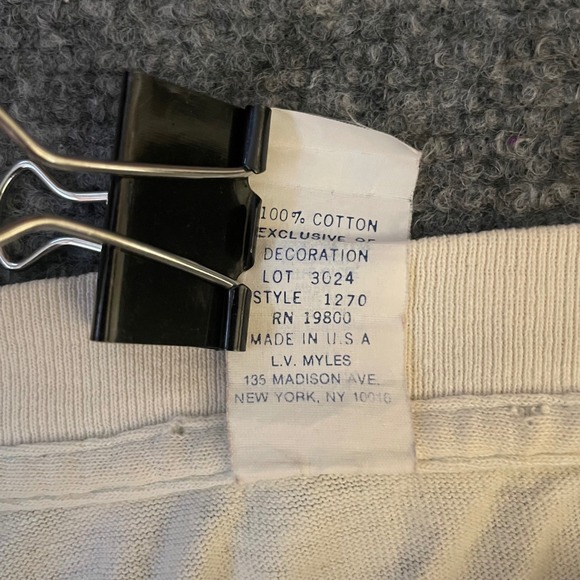 100% COTTON
EXCLUSIVE OF
DECORATION
LOT 3024
STYLE 1270
RN 19800
MADE IN U.S A
L.V. MYLES
135 MADISON AVE.
NEW YORK, NY 10016